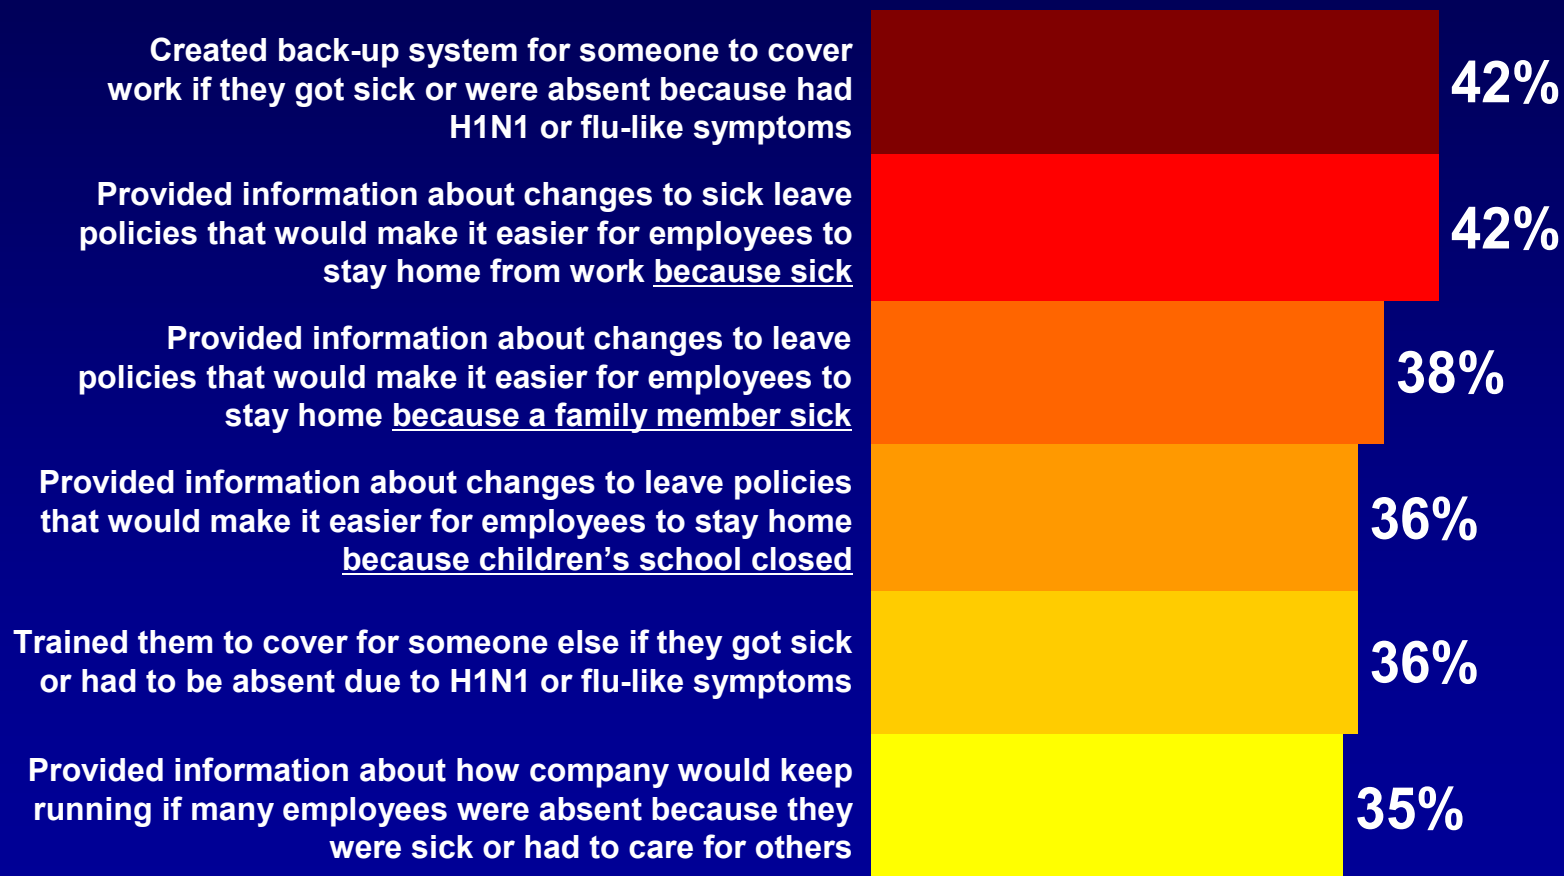 Created back-up system for someone to cover
work if they got sick or were absent because had
H1N1 or flu-like symptoms
42%
Provided information about changes to sick leave
policies that would make it easier for employees to
stay home from work because sick
42%
Provided information about changes to leave
policies that would make it easier for employees to
stay home because a family member sick
38%
Provided information about changes to leave policies
that would make it easier for employees to stay home
because children’s school closed
36%
Trained them to cover for someone else if they got sick
or had to be absent due to H1N1 or flu-like symptoms
36%
Provided information about how company would keep
running if many employees were absent because they
were sick or had to care for others
35%